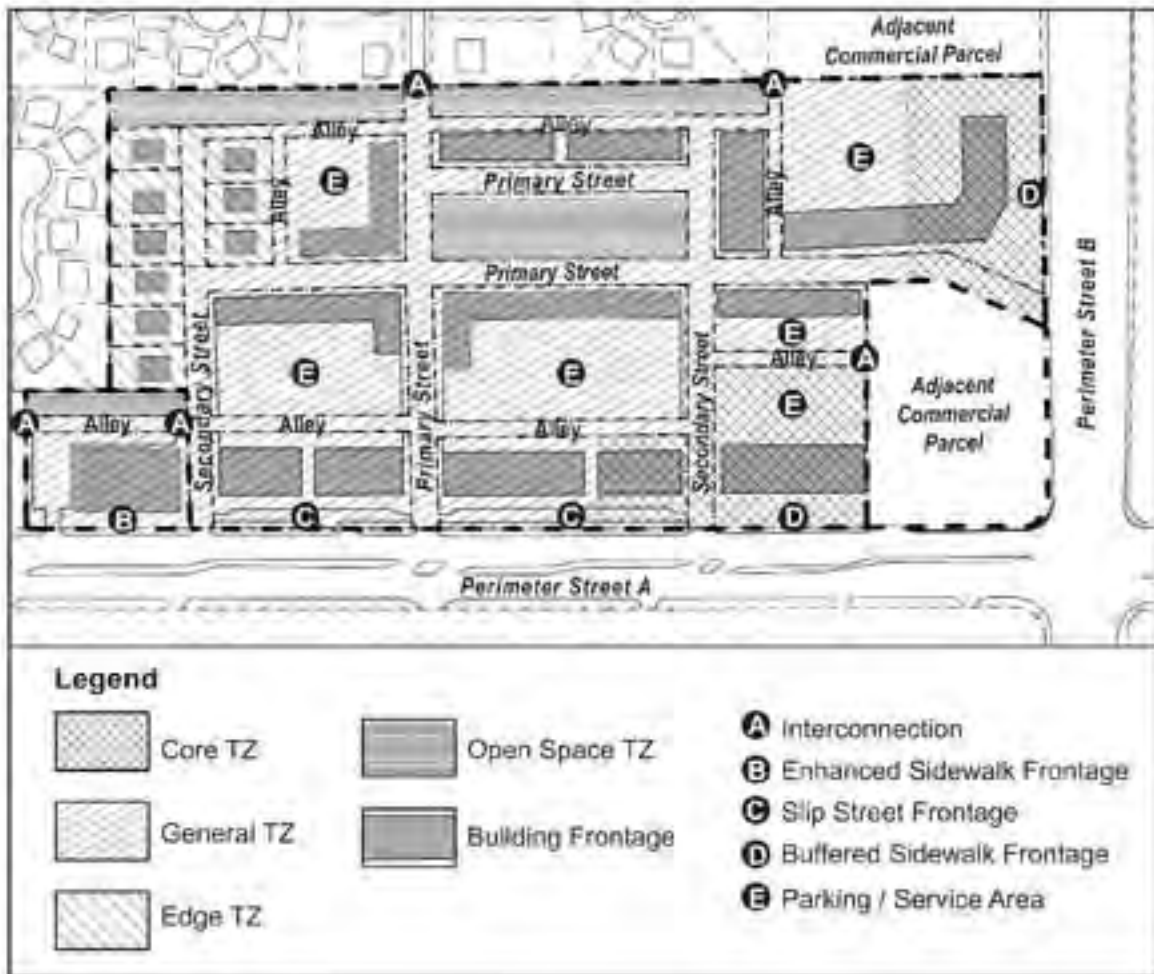 Adjacent
Commercial Parcel
A
A
Alley
Alley
E
E
Alley
Primary Street
Alley
D
Primary Street
Perimeter Street B
Secondary Street
E
Primary Street
E
Secondary Street
E
Alley
A
Adjacent
Commercial
Parcel
E
A
Alley
A
Alley
Alley
B
C
C
D
Perimeter Street A
Legend
Core TZ
General TZ
Edge TZ
Open Space TZ
Building Frontage
A Interconnection
B Enhanced Sidewalk Frontage
C Slip Street Frontage
D Buffered Sidewalk Frontage
E Parking / Service Area